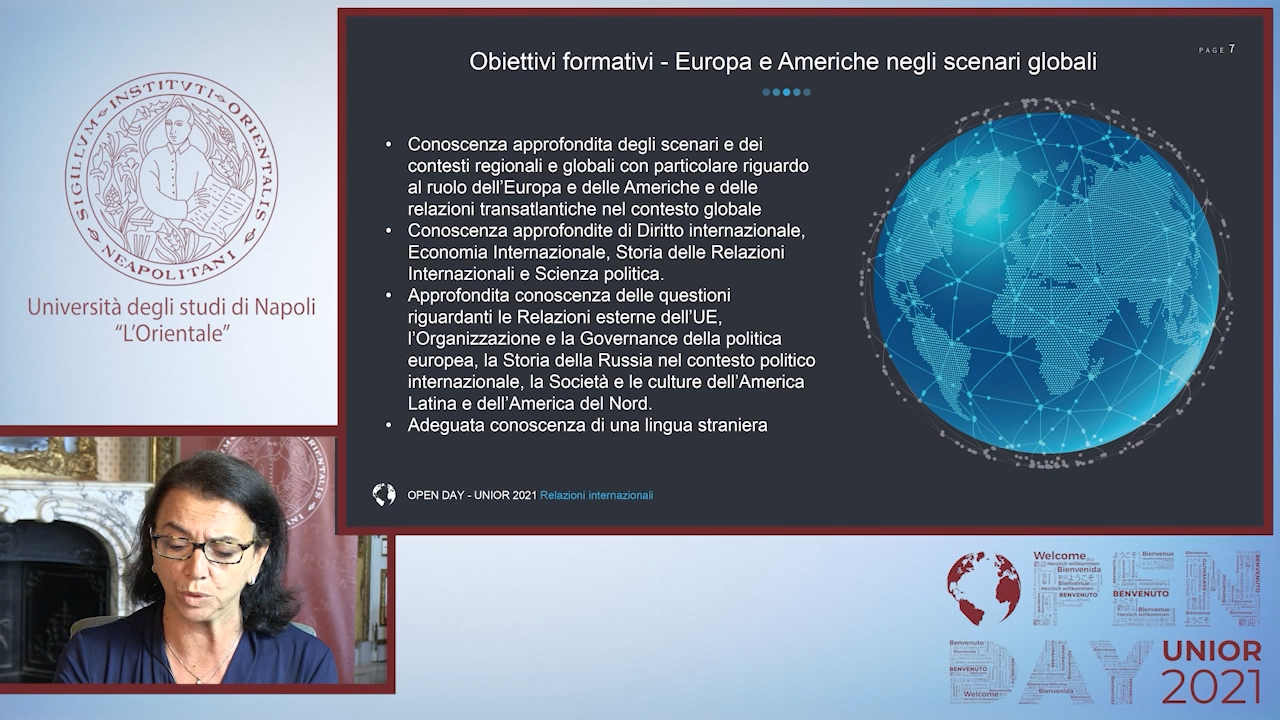 SIGILLVM INSTITVTI ORIENTALIS
NEAPOLITANI
Università degli studi di Napoli
“L’Orientale”
PAGE 7
Obiettivi formativi - Europa e Americhe negli scenari globali
• Conoscenza approfondita degli scenari e dei
contesti regionali e globali con particolare riguardo
al ruolo dell’Europa e delle Americhe e delle
relazioni transatlantiche nel contesto globale
• Conoscenza approfondite di Diritto internazionale,
Economia Internazionale, Storia delle Relazioni
Internazionali e Scienza politica.
• Approfondita conoscenza delle questioni
riguardanti le Relazioni esterne dell’UE,
l’Organizzazione e la Governance della politica
europea, la Storia della Russia nel contesto politico
internazionale, la Società e le culture dell’America
Latina e dell’America del Nord.
• Adeguata conoscenza di una lingua straniera
OPEN DAY - UNIOR 2021 Relazioni internazionali
OPEN
DAY UNIOR
2021
Welcome
Bienvenue
Herzlich willkommen
Bienvenida
BENVENUTO